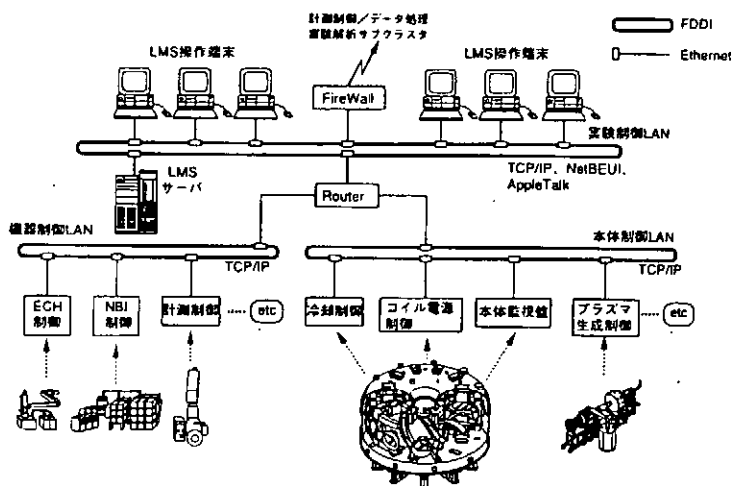 計測制御/データ処理
実験解析サブクラスタ
FDDI
Ethernet
LMS操作端末
LMS操作端末
FireWall
実験制御LAN
TCP/IP、NetBEUI、
AppleTalk
LMS
サーバ
Router
機器制御LAN
TCP/IP
本体制御LAN
TCP/IP
ECH
制御
NBI
制御
計測制御
etc
冷却制御
コイル電源
制御
本体監視盤
プラズマ
生成制御
etc